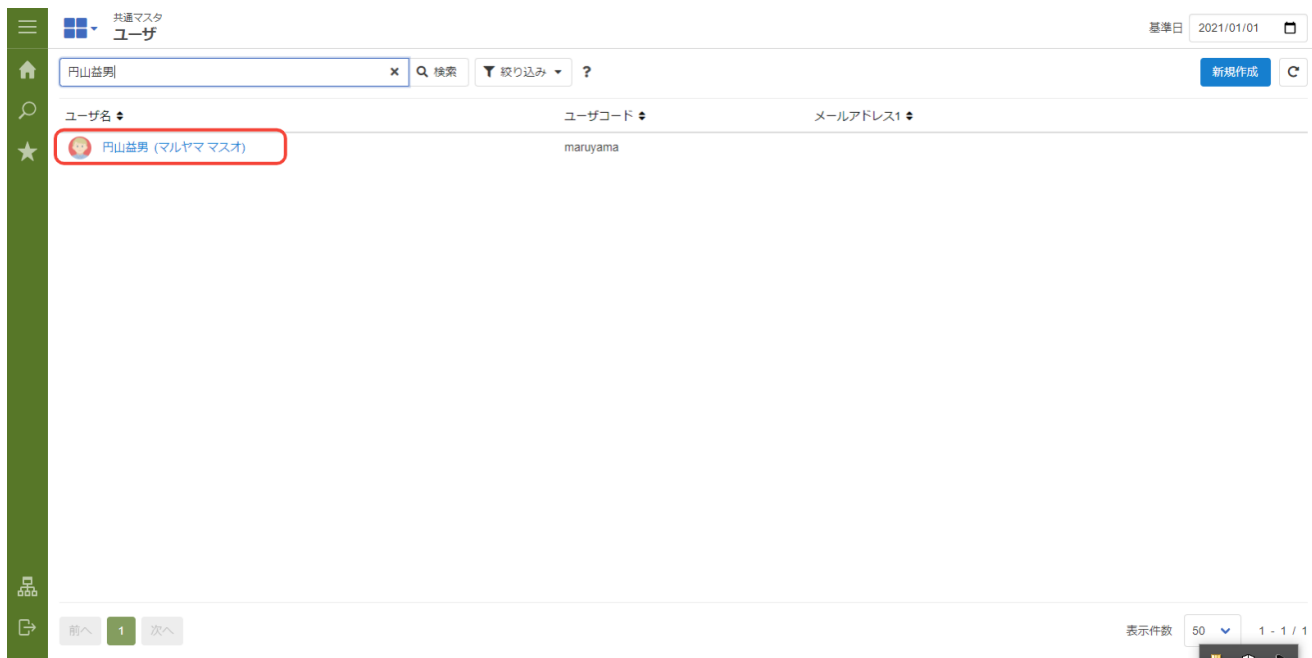 共通マスタ
ユーザ
基準日 2021/01/01
円山益男 × 検索 絞り込み ?
新規作成
ユーザ名 ユーザコード メールアドレス1
円山益男 (マルヤマ マスオ) maruyama
前へ 1 次へ
表示件数 50 1 - 1 / 1